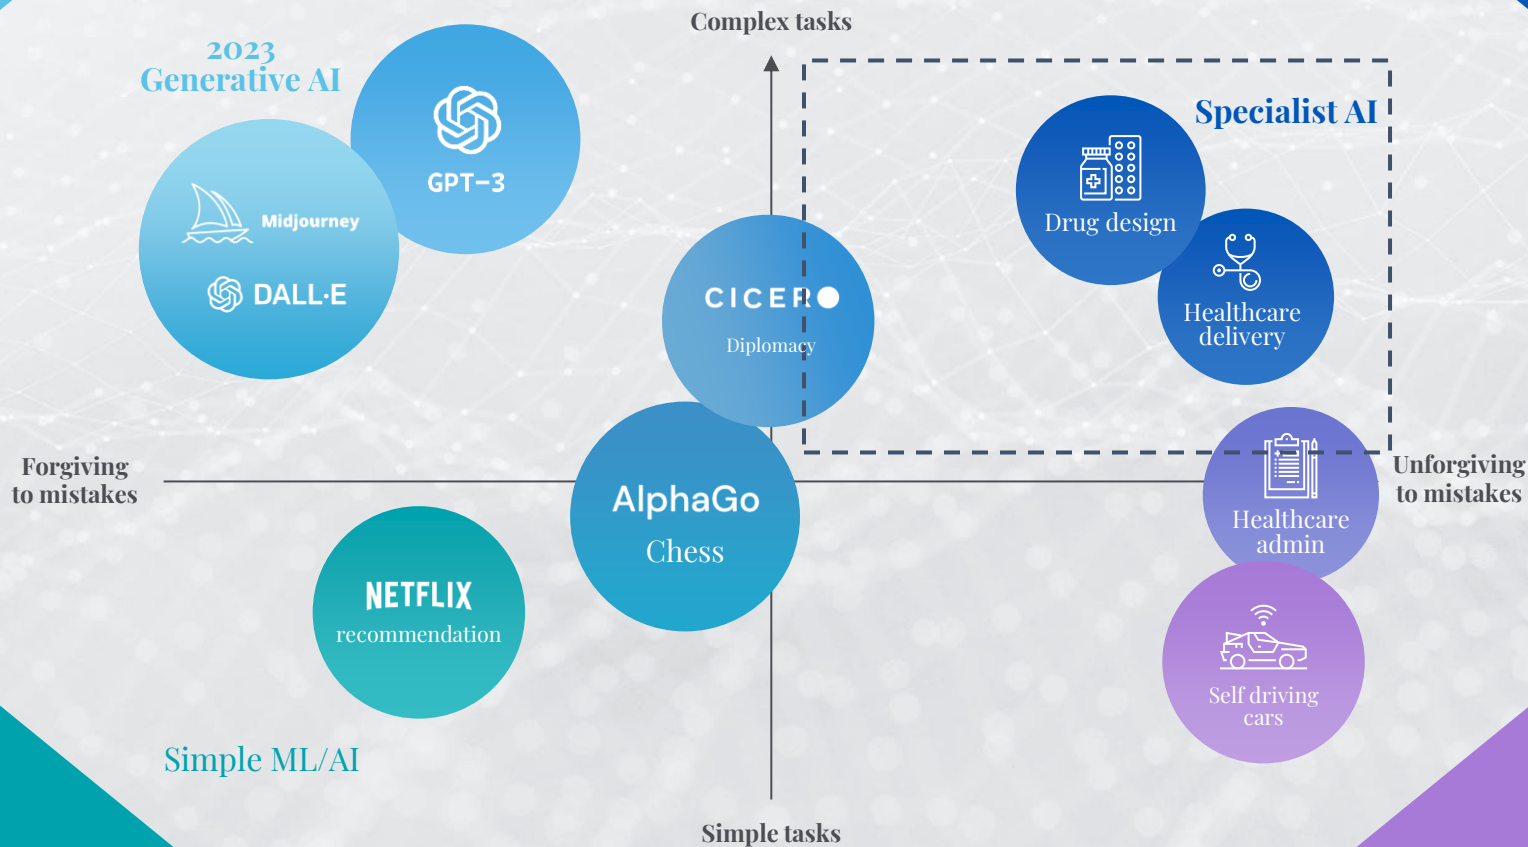 Complex tasks
2023
Generative AI
GPT-3
Specialist AI
Midjourney
DALL·E
Drug design
CICERO
Diplomacy
Healthcare
delivery
Forgiving
to mistakes
Unforgiving
to mistakes
AlphaGo
Chess
Healthcare
admin
NETFLIX
recommendation
Self driving
cars
Simple ML/AI
Simple tasks